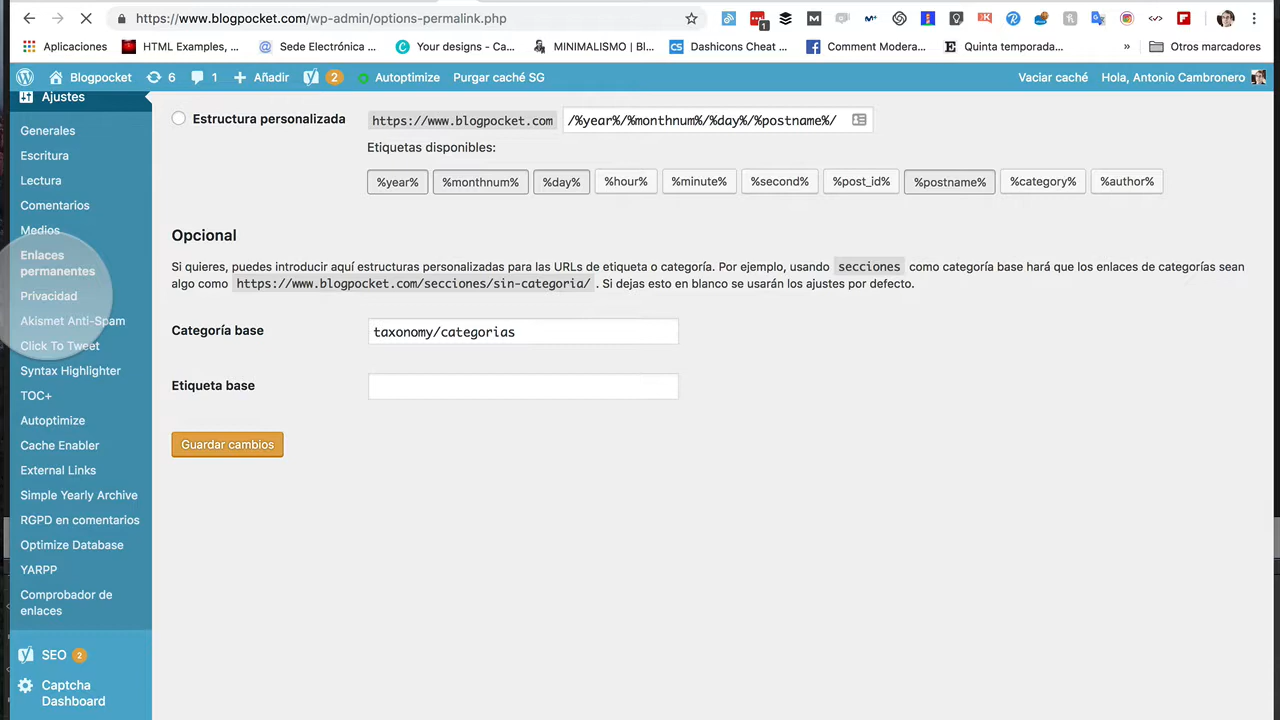 https://www.blogpocket.com/wp-admin/options-permalink.php
1
Aplicaciones
HTML Examples, ...
Sede Electrónica ...
Your designs - Ca...
MINIMALISMO | Bl...
Dashicons Cheat ...
Comment Modera...
Quinta temporada...
»
Otros marcadores
Blogpocket
6
1
Añadir
2
Autoptimize
Purgar caché SG
Vaciar caché
Hola, Antonio Cambronero
Ajustes
Generales
Escritura
Lectura
Comentarios
Medios
Enlaces
permanentes
Privacidad
Akismet Anti-Spam
Click To Tweet
Syntax Highlighter
TOC+
Autoptimize
Cache Enabler
External Links
Simple Yearly Archive
RGPD en comentarios
Optimize Database
YARPP
Comprobador de
enlaces
SEO 2
Captcha
Dashboard
Estructura personalizada
https://www.blogpocket.com /%year%/%monthnum%/%day%/%postname%/
Etiquetas disponibles:
%year% %monthnum% %day% %hour% %minute% %second% %post_id% %postname% %category% %author%
Opcional
Si quieres, puedes introducir aquí estructuras personalizadas para las URLs de etiqueta o categoría. Por ejemplo, usando secciones como categoría base hará que los enlaces de categorías sean
algo como https://www.blogpocket.com/secciones/sin-categoria/ . Si dejas esto en blanco se usarán los ajustes por defecto.
Categoría base
taxonomy/categorias
Etiqueta base
Guardar cambios